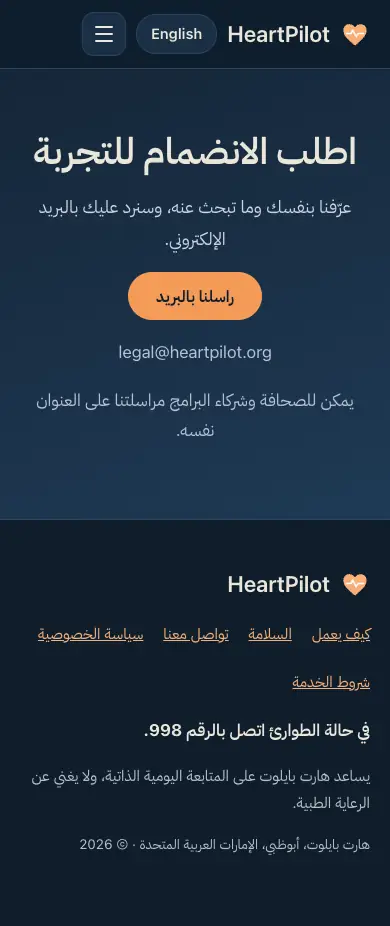 HeartPilot
English
اطلب الانضمام للتجربة
عرّفنا بنفسك وما تبحث عنه، وسنرد عليك بالبريد
الإلكتروني.
راسلنا بالبريد
legal@heartpilot.org
يمكن للصحافة وشركاء البرامج مراسلتنا على العنوان
نفسه.
HeartPilot
كيف يعمل السلامة تواصل معنا سياسة الخصوصية
شروط الخدمة
في حالة الطوارئ اتصل بالرقم 998.
يساعد هارت بايلوت على المتابعة اليومية الذاتية، ولا يغني عن
الرعاية الطبية.
هارت بايلوت، أبوظبي، الإمارات العربية المتحدة · © 2026